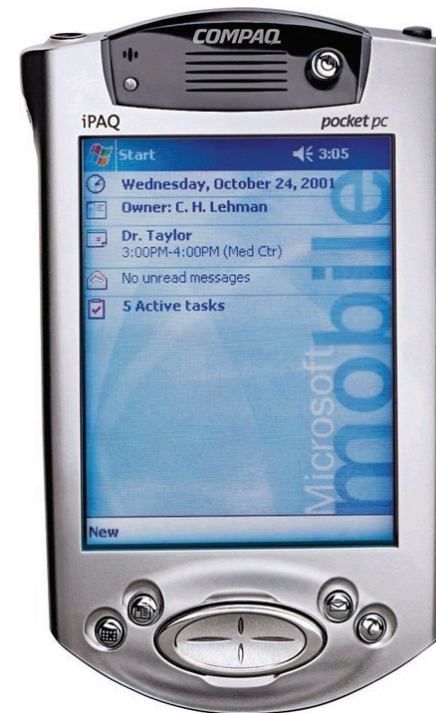 COMPAQ
iPAQ
pocket pc
Start 3:05
Wednesday, October 24, 2001
Owner: C. H. Lehman
Dr. Taylor
3:00PM-4:00PM (Med Ctr)
No unread messages
5 Active tasks
Microsoft
mobile
New